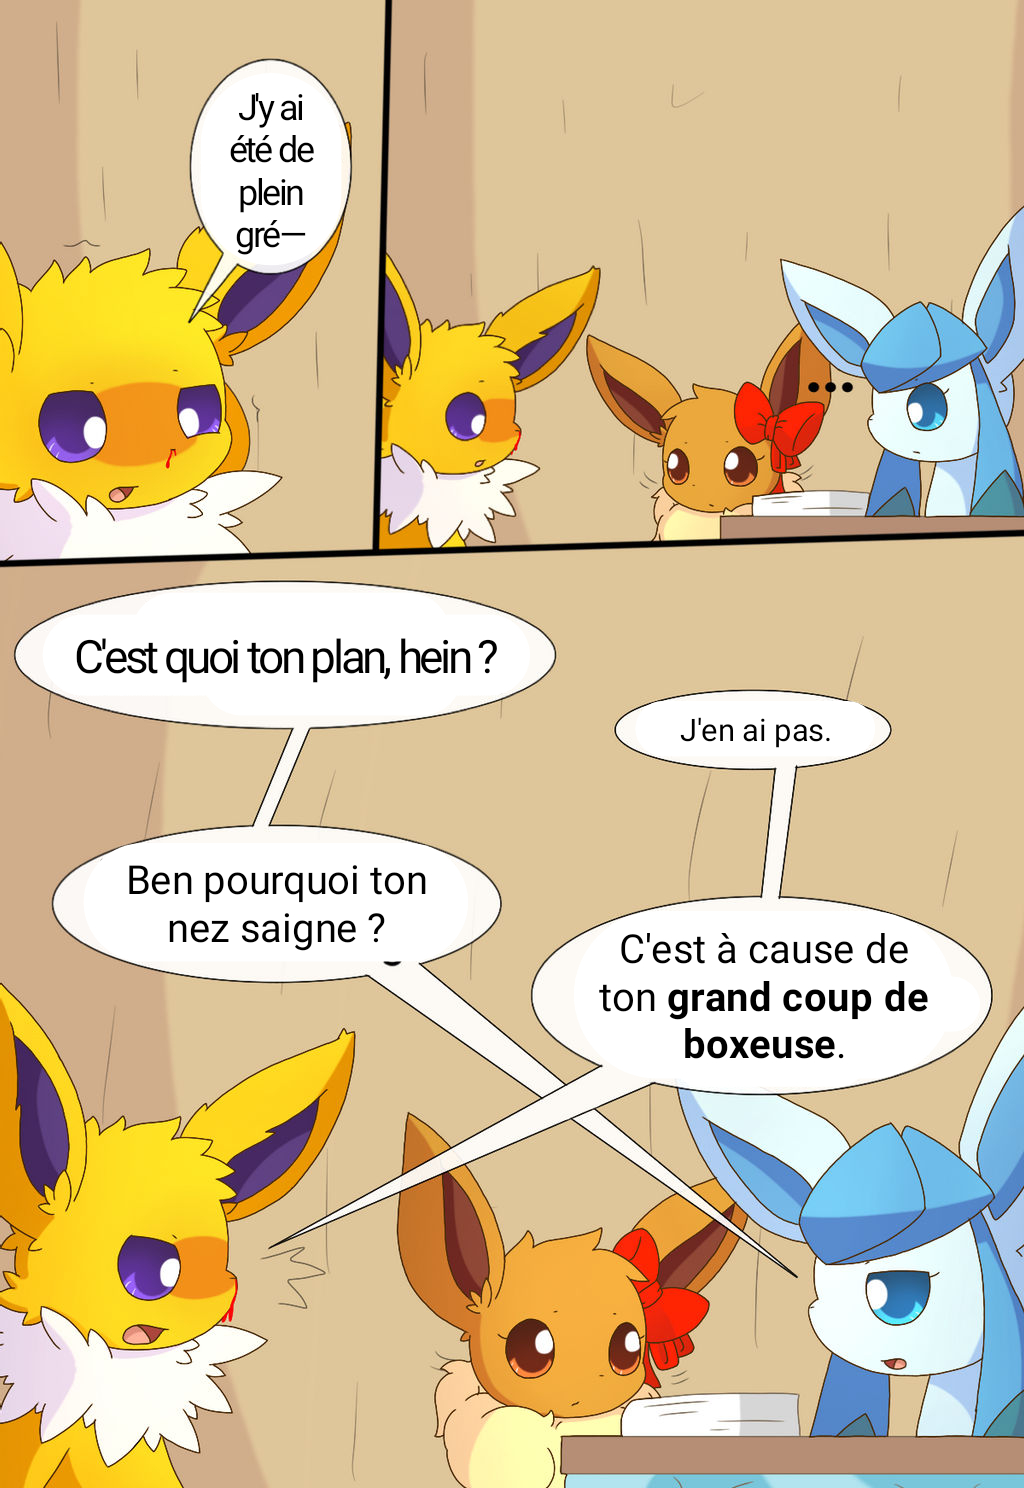 J'y ai
été de
plein
gré—
...
C'est quoi ton plan, hein ?
Ben pourquoi ton
nez saigne ?
J'en ai pas.
C'est à cause de
ton grand coup de
boxeuse.